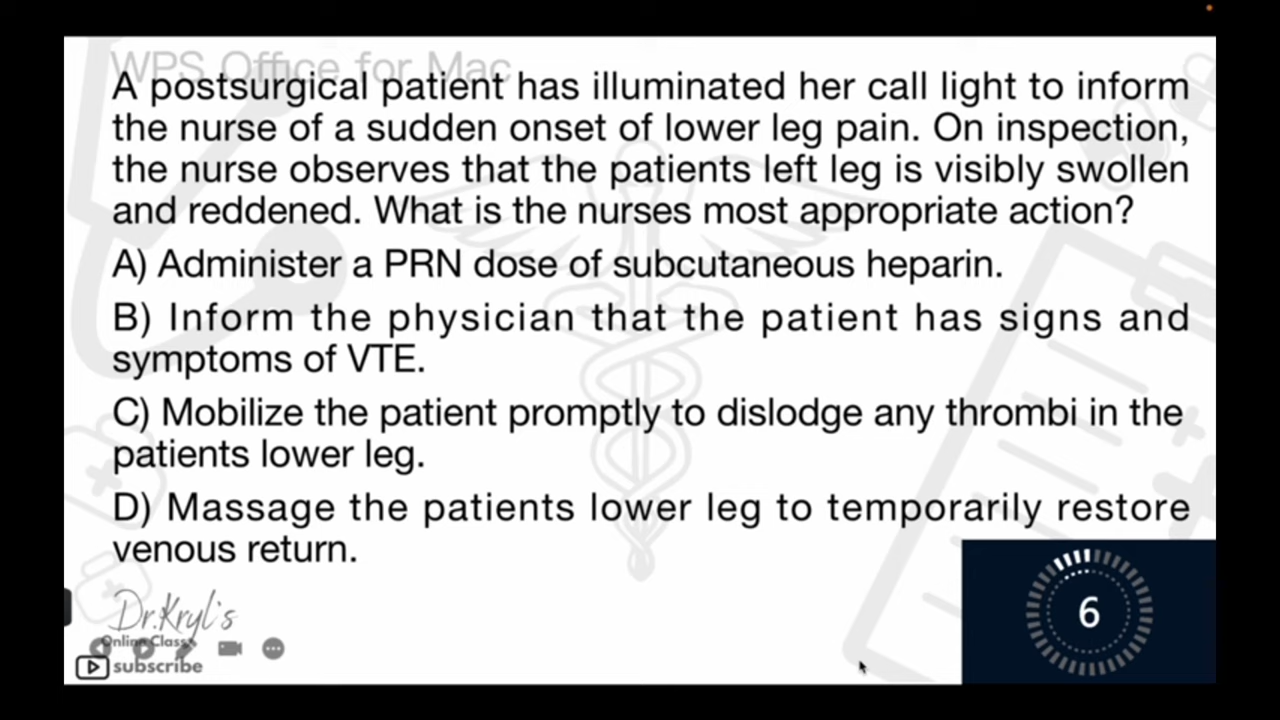 WPS Office for Mac
A postsurgical patient has illuminated her call light to inform
the nurse of a sudden onset of lower leg pain. On inspection,
the nurse observes that the patients left leg is visibly swollen
and reddened. What is the nurses most appropriate action?
A) Administer a PRN dose of subcutaneous heparin.
B) Inform the physician that the patient has signs and
symptoms of VTE.
C) Mobilize the patient promptly to dislodge any thrombi in the
patients lower leg.
D) Massage the patients lower leg to temporarily restore
venous return.
6
Dr.Kryl's
Online Class
subscribe